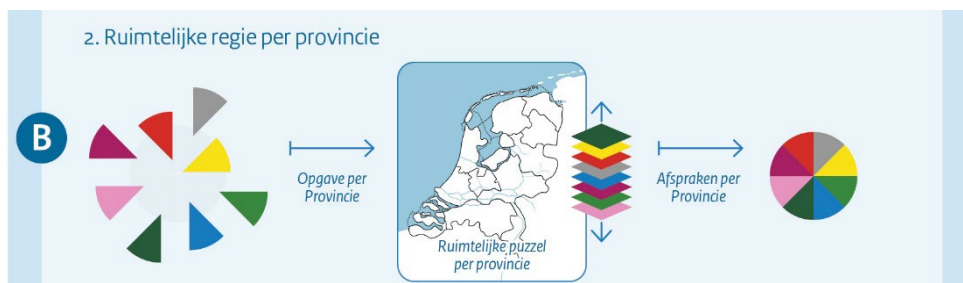 2. Ruimtelijke regie per provincie
B
Opgave per
Provincie
Ruimtelijke puzzel
per provincie
Afspraken per
Provincie